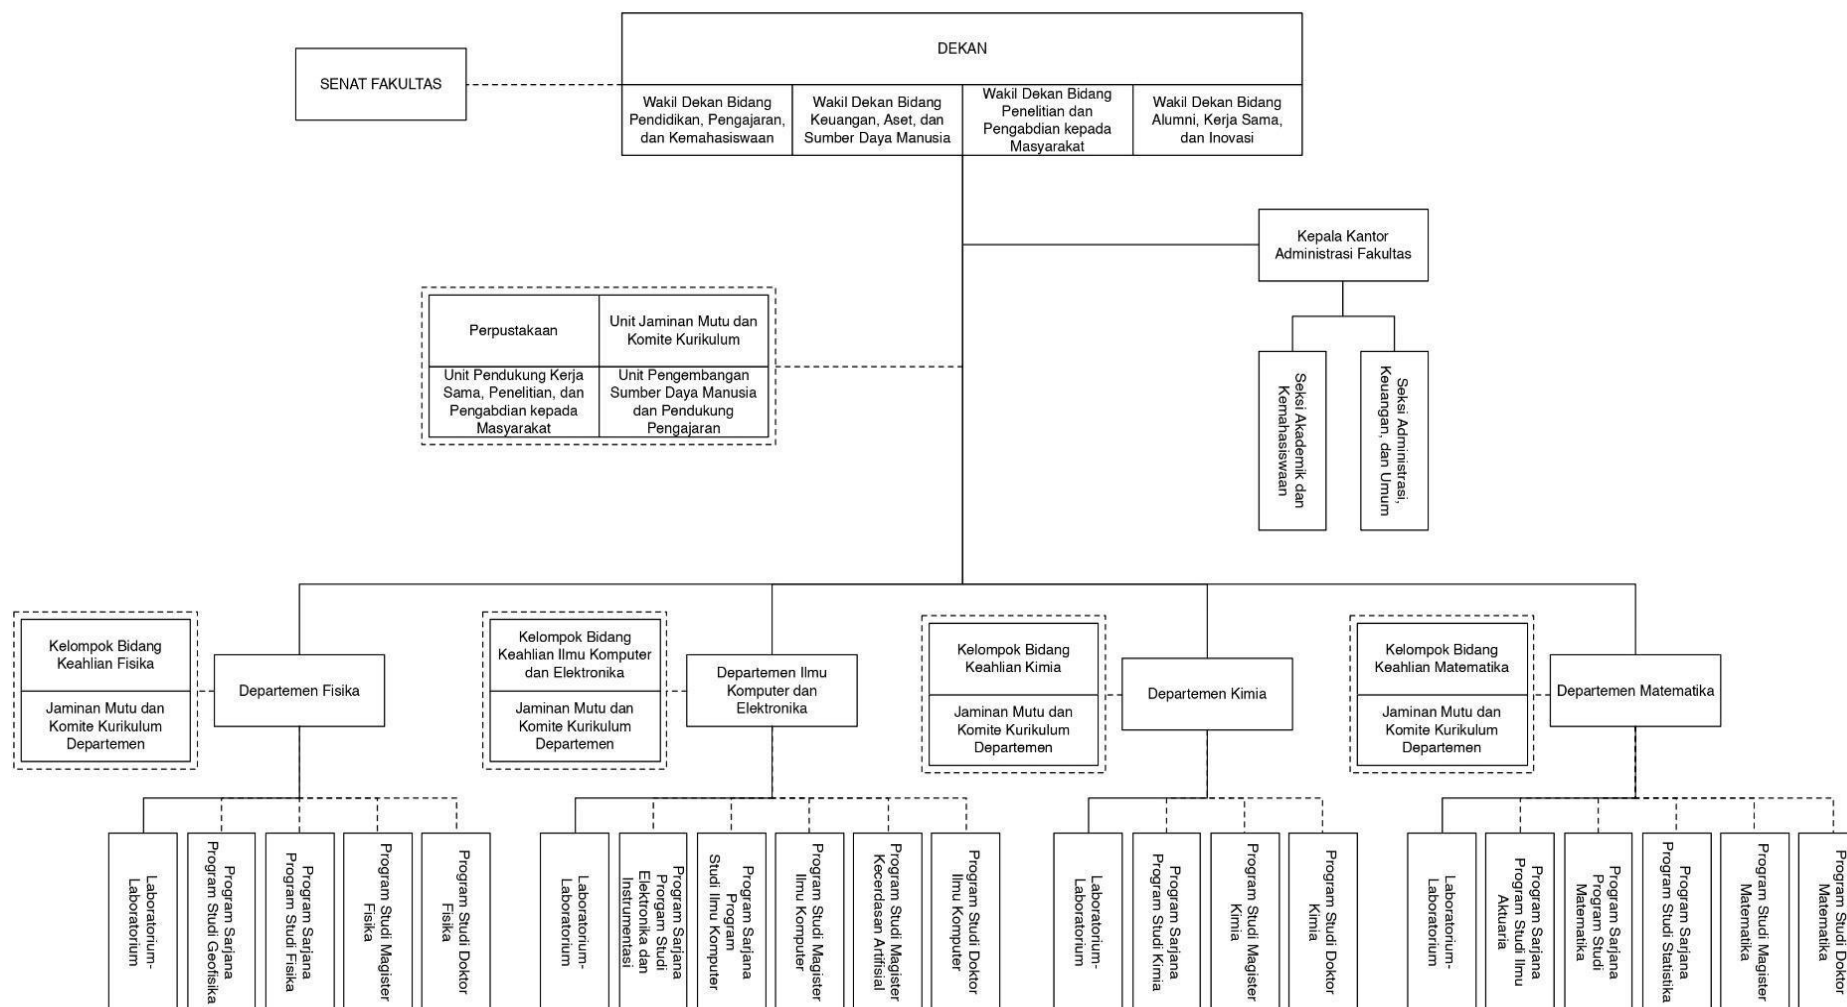 DEKAN
SENAT FAKULTAS
Wakil Dekan Bidang
Pendidikan, Pengajaran,
dan Kemahasiswaan
Wakil Dekan Bidang
Keuangan, Aset, dan
Sumber Daya Manusia
Wakil Dekan Bidang
Penelitian dan
Pengabdian kepada
Masyarakat
Wakil Dekan Bidang
Alumni, Kerja Sama,
dan Inovasi
Kepala Kantor
Administrasi Fakultas
Perpustakaan
Unit Jaminan Mutu dan
Komite Kurikulum
Unit Pendukung Kerja
Sama, Penelitian, dan
Pengabdian kepada
Masyarakat
Unit Pengembangan
Sumber Daya Manusia
dan Pendukung
Pengajaran
Seksi Akademik dan
Kemahasiswaan
Seksi Administrasi,
Keuangan, dan Umum
Kelompok Bidang
Keahlian Fisika
Jaminan Mutu dan
Komite Kurikulum
Departemen
Departemen Fisika
Kelompok Bidang
Keahlian Ilmu Komputer
dan Elektronika
Jaminan Mutu dan
Komite Kurikulum
Departemen
Departemen Ilmu
Komputer dan
Elektronika
Kelompok Bidang
Keahlian Kimia
Jaminan Mutu dan
Komite Kurikulum
Departemen
Departemen Kimia
Kelompok Bidang
Keahlian Matematika
Jaminan Mutu dan
Komite Kurikulum
Departemen
Departemen Matematika
Laboratorium-
Laboratorium
Program Sarjana
Program Studi Geofisika
Program Sarjana
Program Studi Fisika
Program Studi Magister
Fisika
Program Studi Doktor
Fisika
Laboratorium-
Laboratorium
Program Sarjana
Prorgam Studi
Elektronika dan
Instrumentasi
Program Sarjana
Program
Studi Ilmu Komputer
Program Studi Magister
Ilmu Komputer
Program Studi Magister
Kecerdasan Artifisial
Program Studi Doktor
Ilmu Komputer
Laboratorium-
Laboratorium
Program Sarjana
Program Studi Kimia
Program Studi Magister
Kimia
Program Studi Doktor
Kimia
Laboratorium-
Laboratorium
Program Sarjana
Program Studi Ilmu
Aktuaria
Program Sarjana
Program Studi
Matematika
Program Sarjana
Program Studi Statistika
Program Studi Magister
Matematika
Program Studi Doktor
Matematika